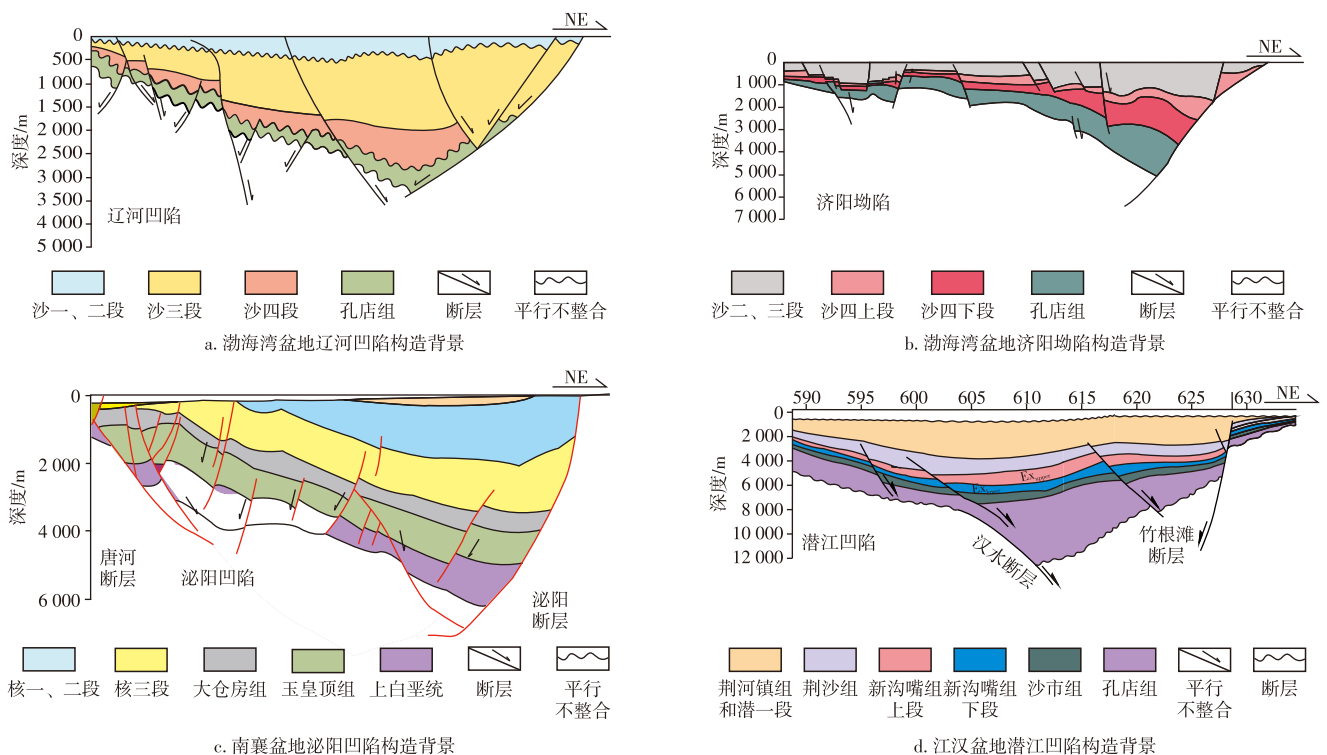 NE
0
500
1 000
1 500
2 000
2 500
3 000
3 500
4 000
4 500
5 000
深度/m
辽河凹陷
沙一、二段
沙三段
沙四段
孔店组
断层
平行不整合
a. 渤海湾盆地辽河凹陷构造背景
NE
0
1 000
2 000
3 000
4 000
5 000
6 000
7 000
深度/m
济阳坳陷
沙二、三段
沙四上段
沙四下段
孔店组
断层
平行不整合
b. 渤海湾盆地济阳坳陷构造背景
NE
0
2 000
4 000
6 000
深度/m
唐河
断层
泌阳凹陷
泌阳
断层
核一、二段
核三段
大仓房组
玉皇顶组
上白垩统
断层
平行
不整合
c. 南襄盆地泌阳凹陷构造背景
590 595 600 605 610 615 620 625 630
NE
0
2 000
4 000
6 000
8 000
10 000
12 000
深度/m
潜江凹陷
汉水断层
竹根滩
断层
荆河镇组
和潜一段
荆沙组
新沟嘴组
上段
新沟嘴组
下段
沙市组
孔店组
平行
不整合
断层
d. 江汉盆地潜江凹陷构造背景